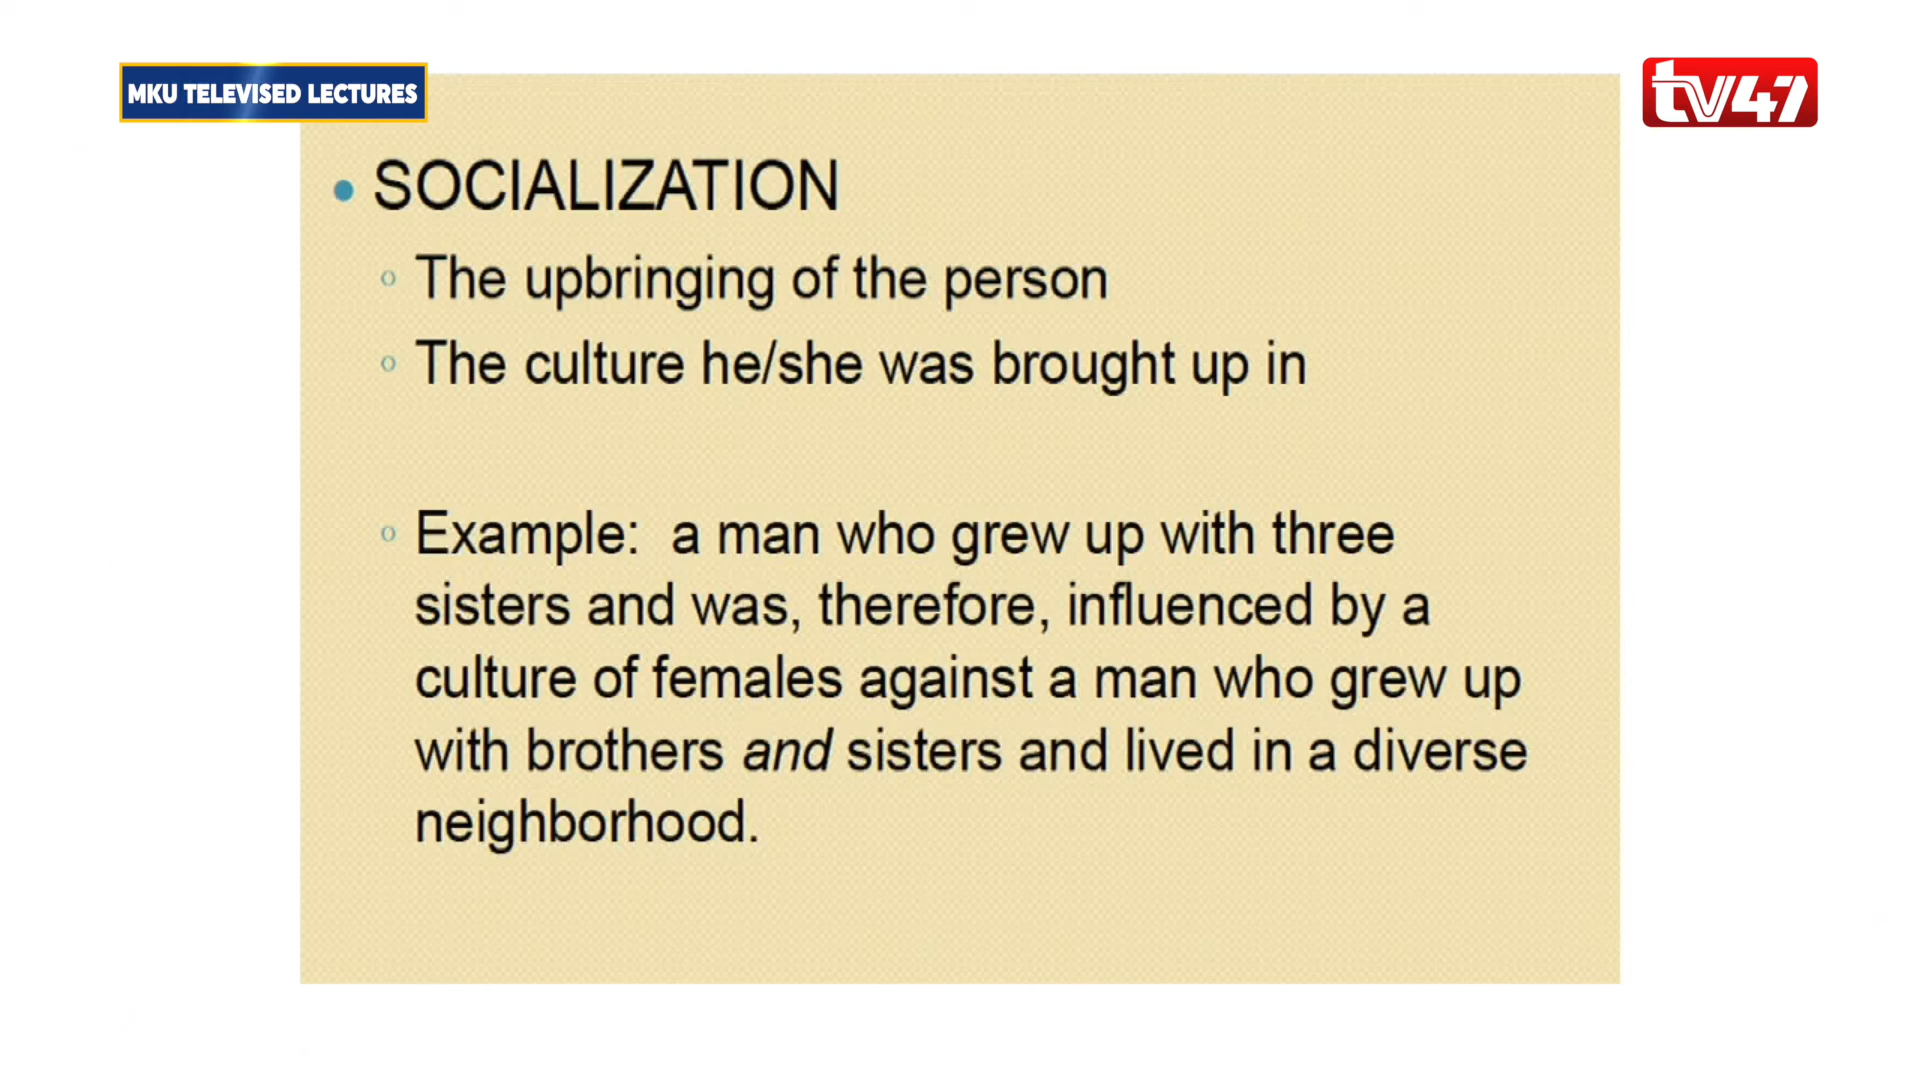 MKU TELEVISED LECTURES
tv47
• SOCIALIZATION
◦ The upbringing of the person
◦ The culture he/she was brought up in
◦ Example:  a man who grew up with three
sisters and was, therefore, influenced by a
culture of females against a man who grew up
with brothers and sisters and lived in a diverse
neighborhood.